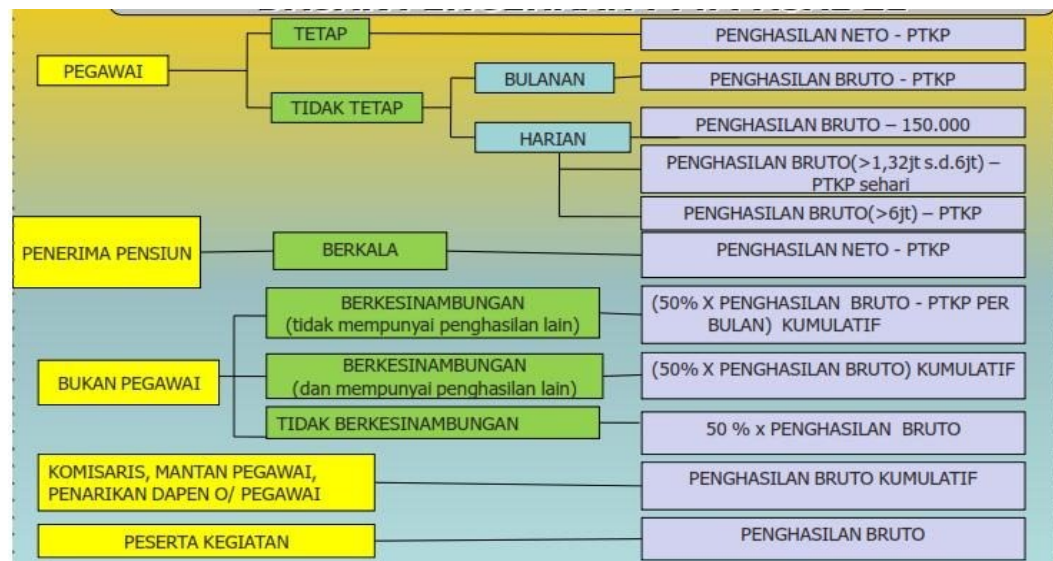 TETAP
PENGHASILAN NETO - PTKP
PEGAWAI
BULANAN
PENGHASILAN BRUTO - PTKP
TIDAK TETAP
HARIAN
PENGHASILAN BRUTO – 150.000
PENGHASILAN BRUTO(>1,32jt s.d.6jt) –
PTKP sehari
PENGHASILAN BRUTO(>6jt) – PTKP
PENERIMA PENSIUN
BERKALA
PENGHASILAN NETO - PTKP
BERKESINAMBUNGAN
(tidak mempunyai penghasilan lain)
(50% X PENGHASILAN BRUTO - PTKP PER
BULAN) KUMULATIF
BUKAN PEGAWAI
BERKESINAMBUNGAN
(dan mempunyai penghasilan lain)
(50% X PENGHASILAN BRUTO) KUMULATIF
TIDAK BERKESINAMBUNGAN
50 % x PENGHASILAN BRUTO
KOMISARIS, MANTAN PEGAWAI,
PENARIKAN DAPEN O/ PEGAWAI
PENGHASILAN BRUTO KUMULATIF
PESERTA KEGIATAN
PENGHASILAN BRUTO